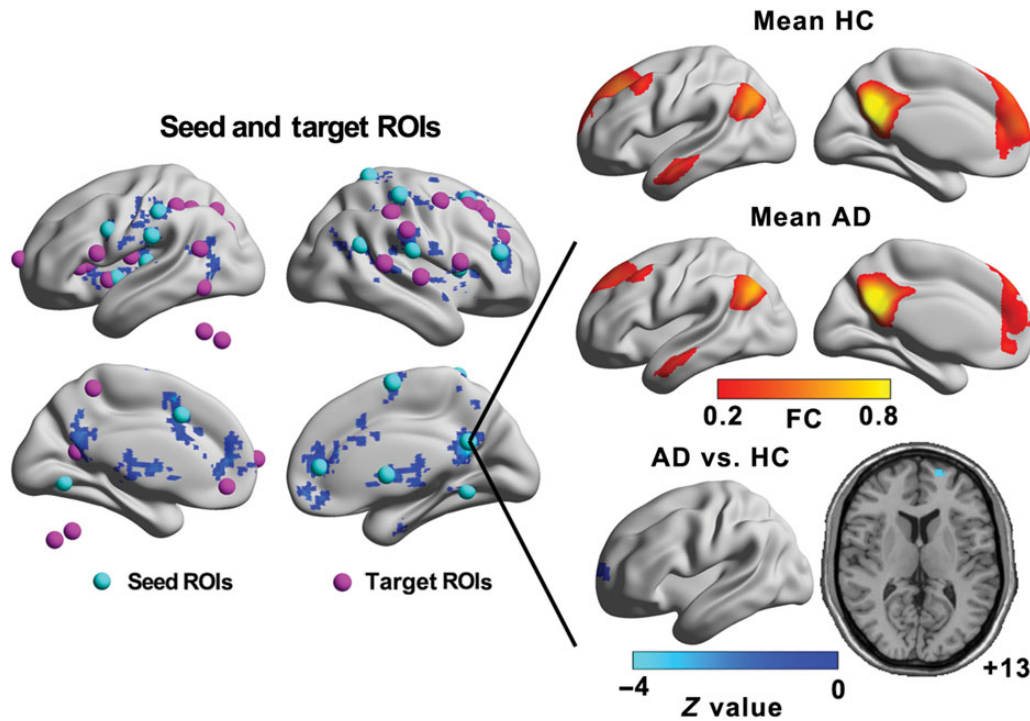 Seed and target ROIs
Seed ROIs
Target ROIs
Mean HC
Mean AD
0.2
FC
0.8
AD vs. HC
+13
−4
0
Z value